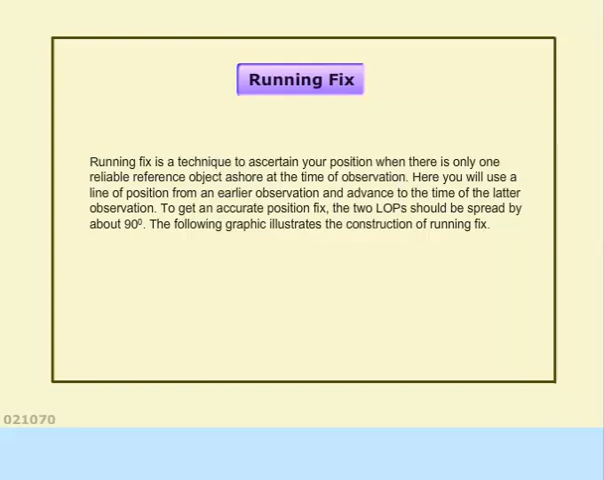 Running Fix
Running fix is a technique to ascertain your position when there is only one
reliable reference object ashore at the time of observation. Here you will use a
line of position from an earlier observation and advance to the time of the latter
observation. To get an accurate position fix, the two LOPs should be spread by
about 90⁰. The following graphic illustrates the construction of running fix.
021070